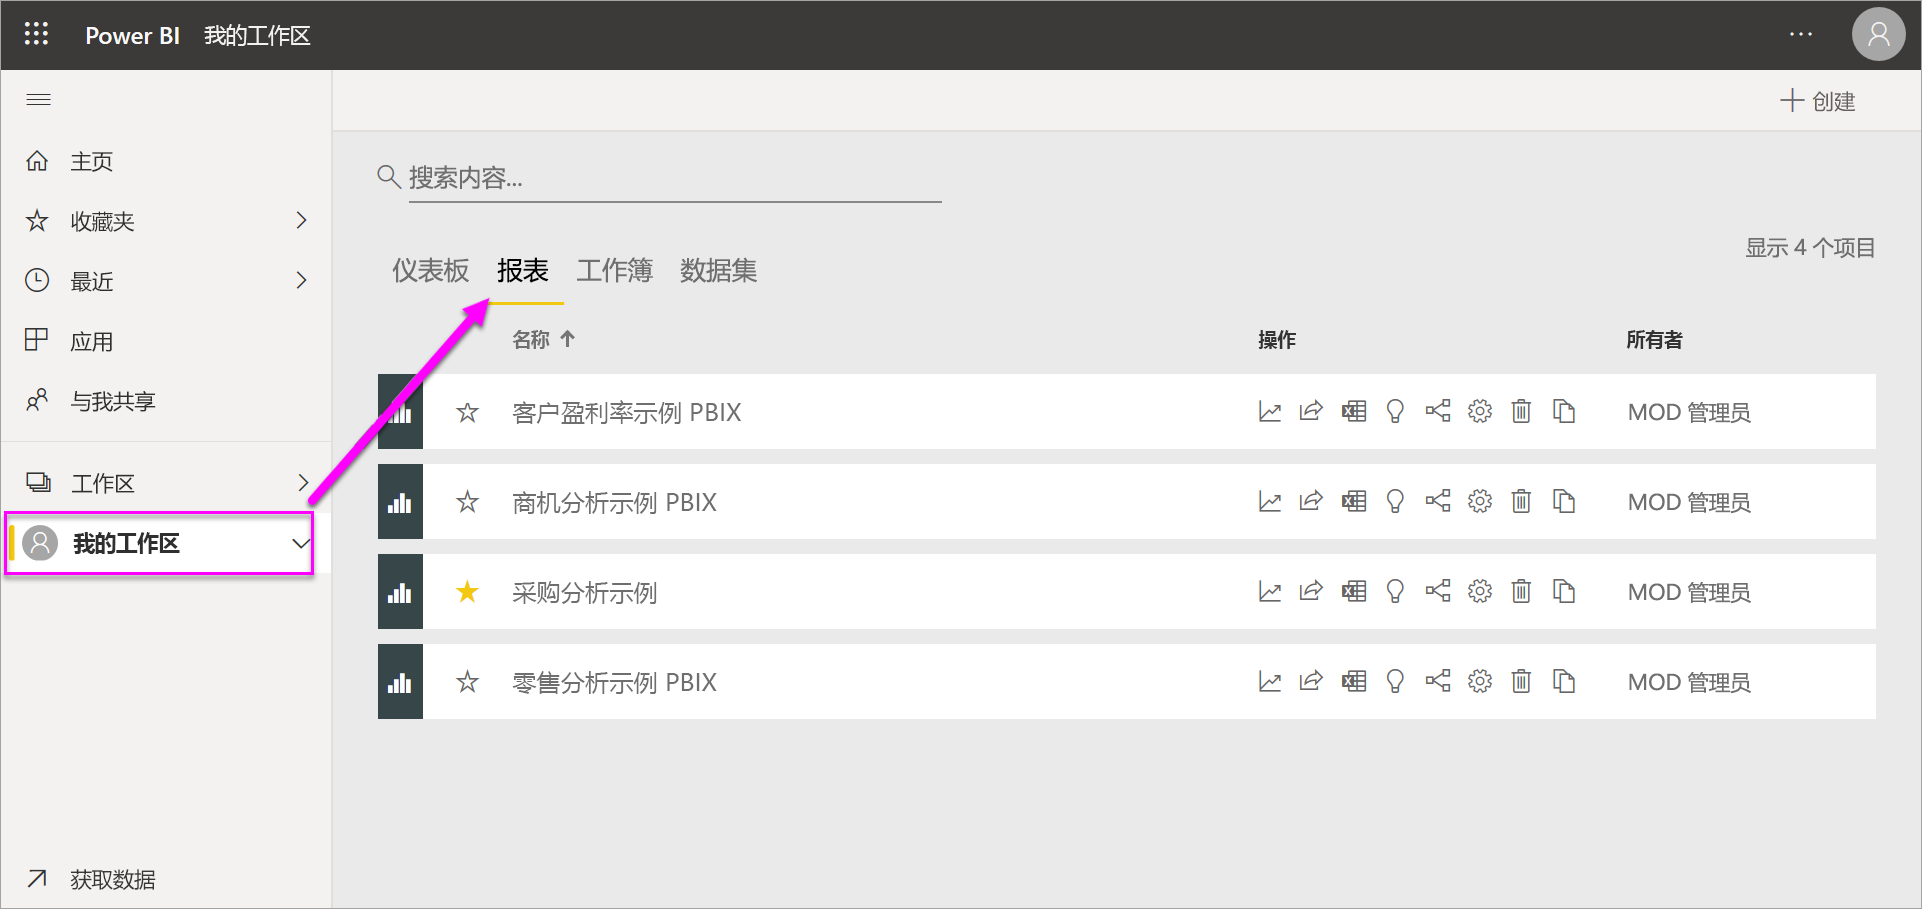 Power BI 我的工作区
创建
主页
收藏夹
最近
应用
与我共享
工作区
我的工作区
获取数据
搜索内容...
显示 4 个项目
仪表板 报表 工作簿 数据集
名称 操作 所有者
客户盈利率示例 PBIX MOD 管理员
商机分析示例 PBIX MOD 管理员
采购分析示例 MOD 管理员
零售分析示例 PBIX MOD 管理员